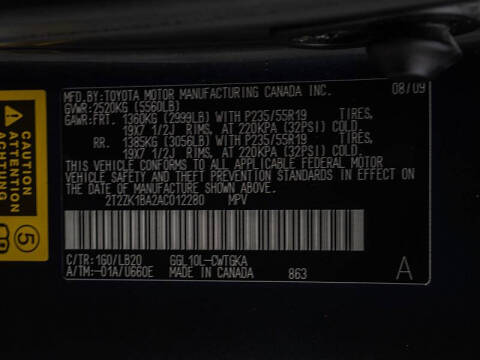 MFD.BY:TOYOTA MOTOR MANUFACTURING CANADA INC. 08/09
GVWR:2520KG (5560LB)
GAWR:FRT. 1360KG (2999LB) WITH P235/55R19 TIRES,
19X7 1/2J RIMS, AT 220KPA (32PSI) COLD.
RR. 1385KG (3056LB) WITH P235/55R19 TIRES,
19X7 1/2J RIMS, AT 220KPA (32PSI) COLD.
THIS VEHICLE CONFORMS TO ALL APPLICABLE FEDERAL MOTOR
VEHICLE SAFETY AND THEFT PREVENTION STANDARDS IN EFFECT ON
THE DATE OF MANUFACTURE SHOWN ABOVE.
2T2ZK1BA2AC012280 MPV
C/TR:1G0/LB20 GGL10L-CWTGKA
A/TM:-01A/U660E MADE IN CANADA 863 A
CAUTION
ATTENTION
ACHTUNG
5